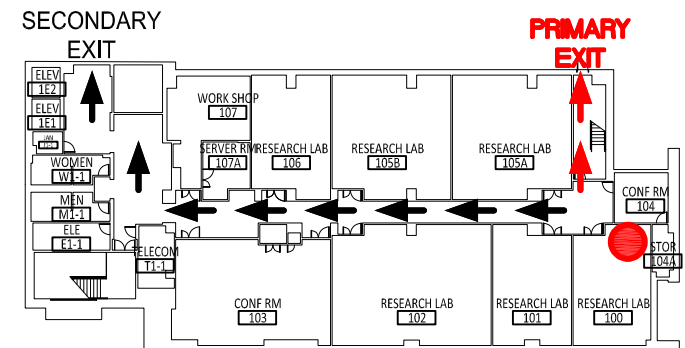 SECONDARY
EXIT
PRIMARY
EXIT
ELEV
1E2
ELEV
1E1
JAN
WOMEN
W1-1
MEN
M1-1
ELE
E1-1
TELECOM
T1-1
WORK SHOP
107
SERVER RM
107A
RESEARCH LAB
106
RESEARCH LAB
105B
RESEARCH LAB
105A
CONF RM
104
STOR
104A
CONF RM
103
RESEARCH LAB
102
RESEARCH LAB
101
RESEARCH LAB
100